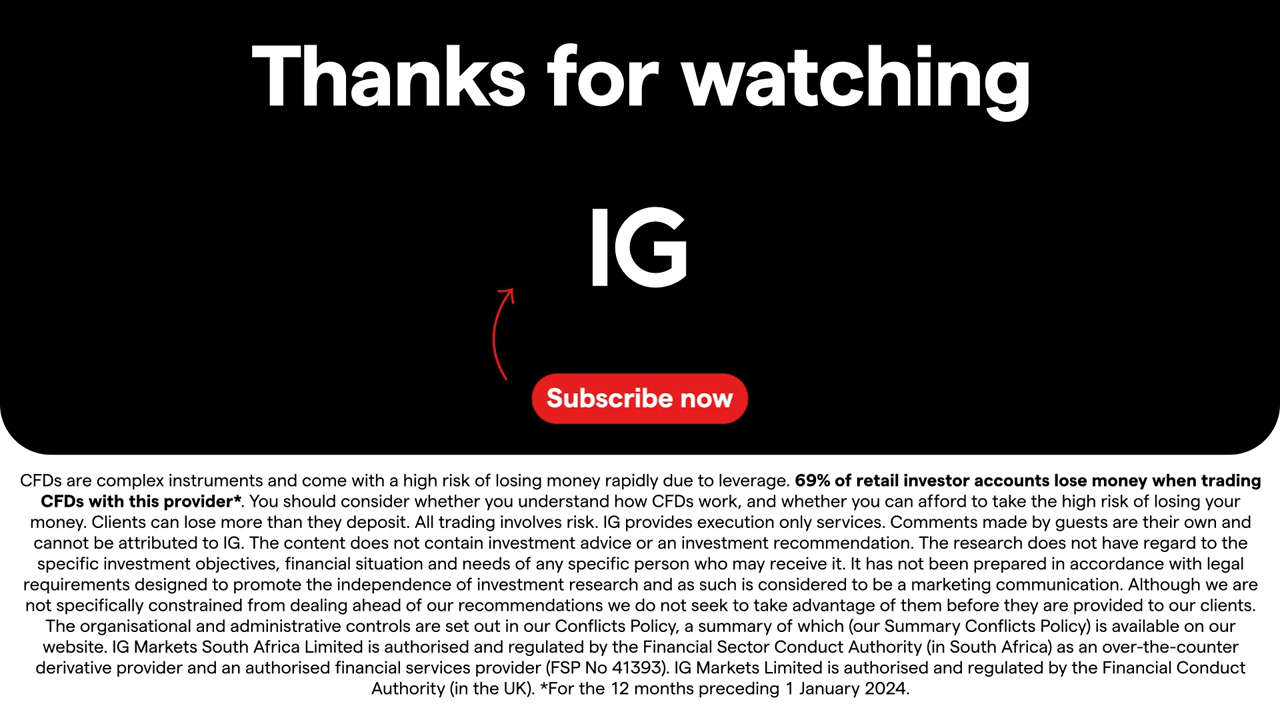 Thanks for watching
IG
Subscribe now
CFDs are complex instruments and come with a high risk of losing money rapidly due to leverage. 69% of retail investor accounts lose money when trading
CFDs with this provider*. You should consider whether you understand how CFDs work, and whether you can afford to take the high risk of losing your
money. Clients can lose more than they deposit. All trading involves risk. IG provides execution only services. Comments made by guests are their own and
cannot be attributed to IG. The content does not contain investment advice or an investment recommendation. The research does not have regard to the
specific investment objectives, financial situation and needs of any specific person who may receive it. It has not been prepared in accordance with legal
requirements designed to promote the independence of investment research and as such is considered to be a marketing communication. Although we are
not specifically constrained from dealing ahead of our recommendations we do not seek to take advantage of them before they are provided to our clients.
The organisational and administrative controls are set out in our Conflicts Policy, a summary of which (our Summary Conflicts Policy) is available on our
website. IG Markets South Africa Limited is authorised and regulated by the Financial Sector Conduct Authority (in South Africa) as an over-the-counter
derivative provider and an authorised financial services provider (FSP No 41393). IG Markets Limited is authorised and regulated by the Financial Conduct
Authority (in the UK). *For the 12 months preceding 1 January 2024.